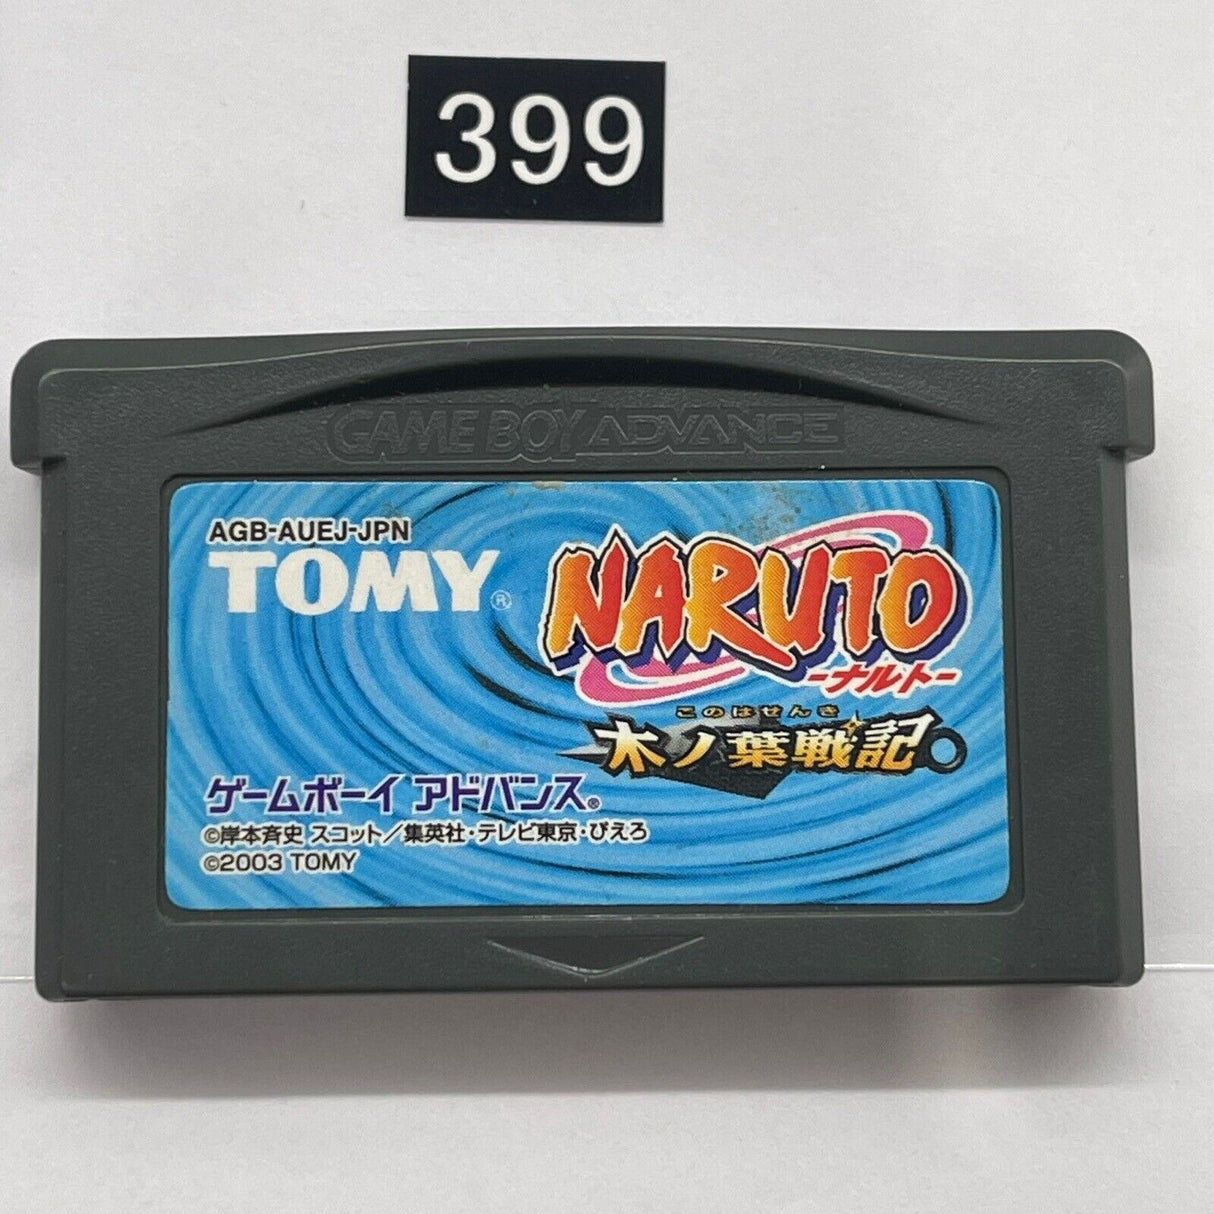 399
GAME BOY ADVANCE
AGB-AUEJ-JPN
TOMY®
NARUTO
-ナルト-
このはせんき
木ノ葉戦記
ゲームボーイ アドバンス®
©岸本斉史 スコット／集英社・テレビ東京・ぴえろ
©2003 TOMY